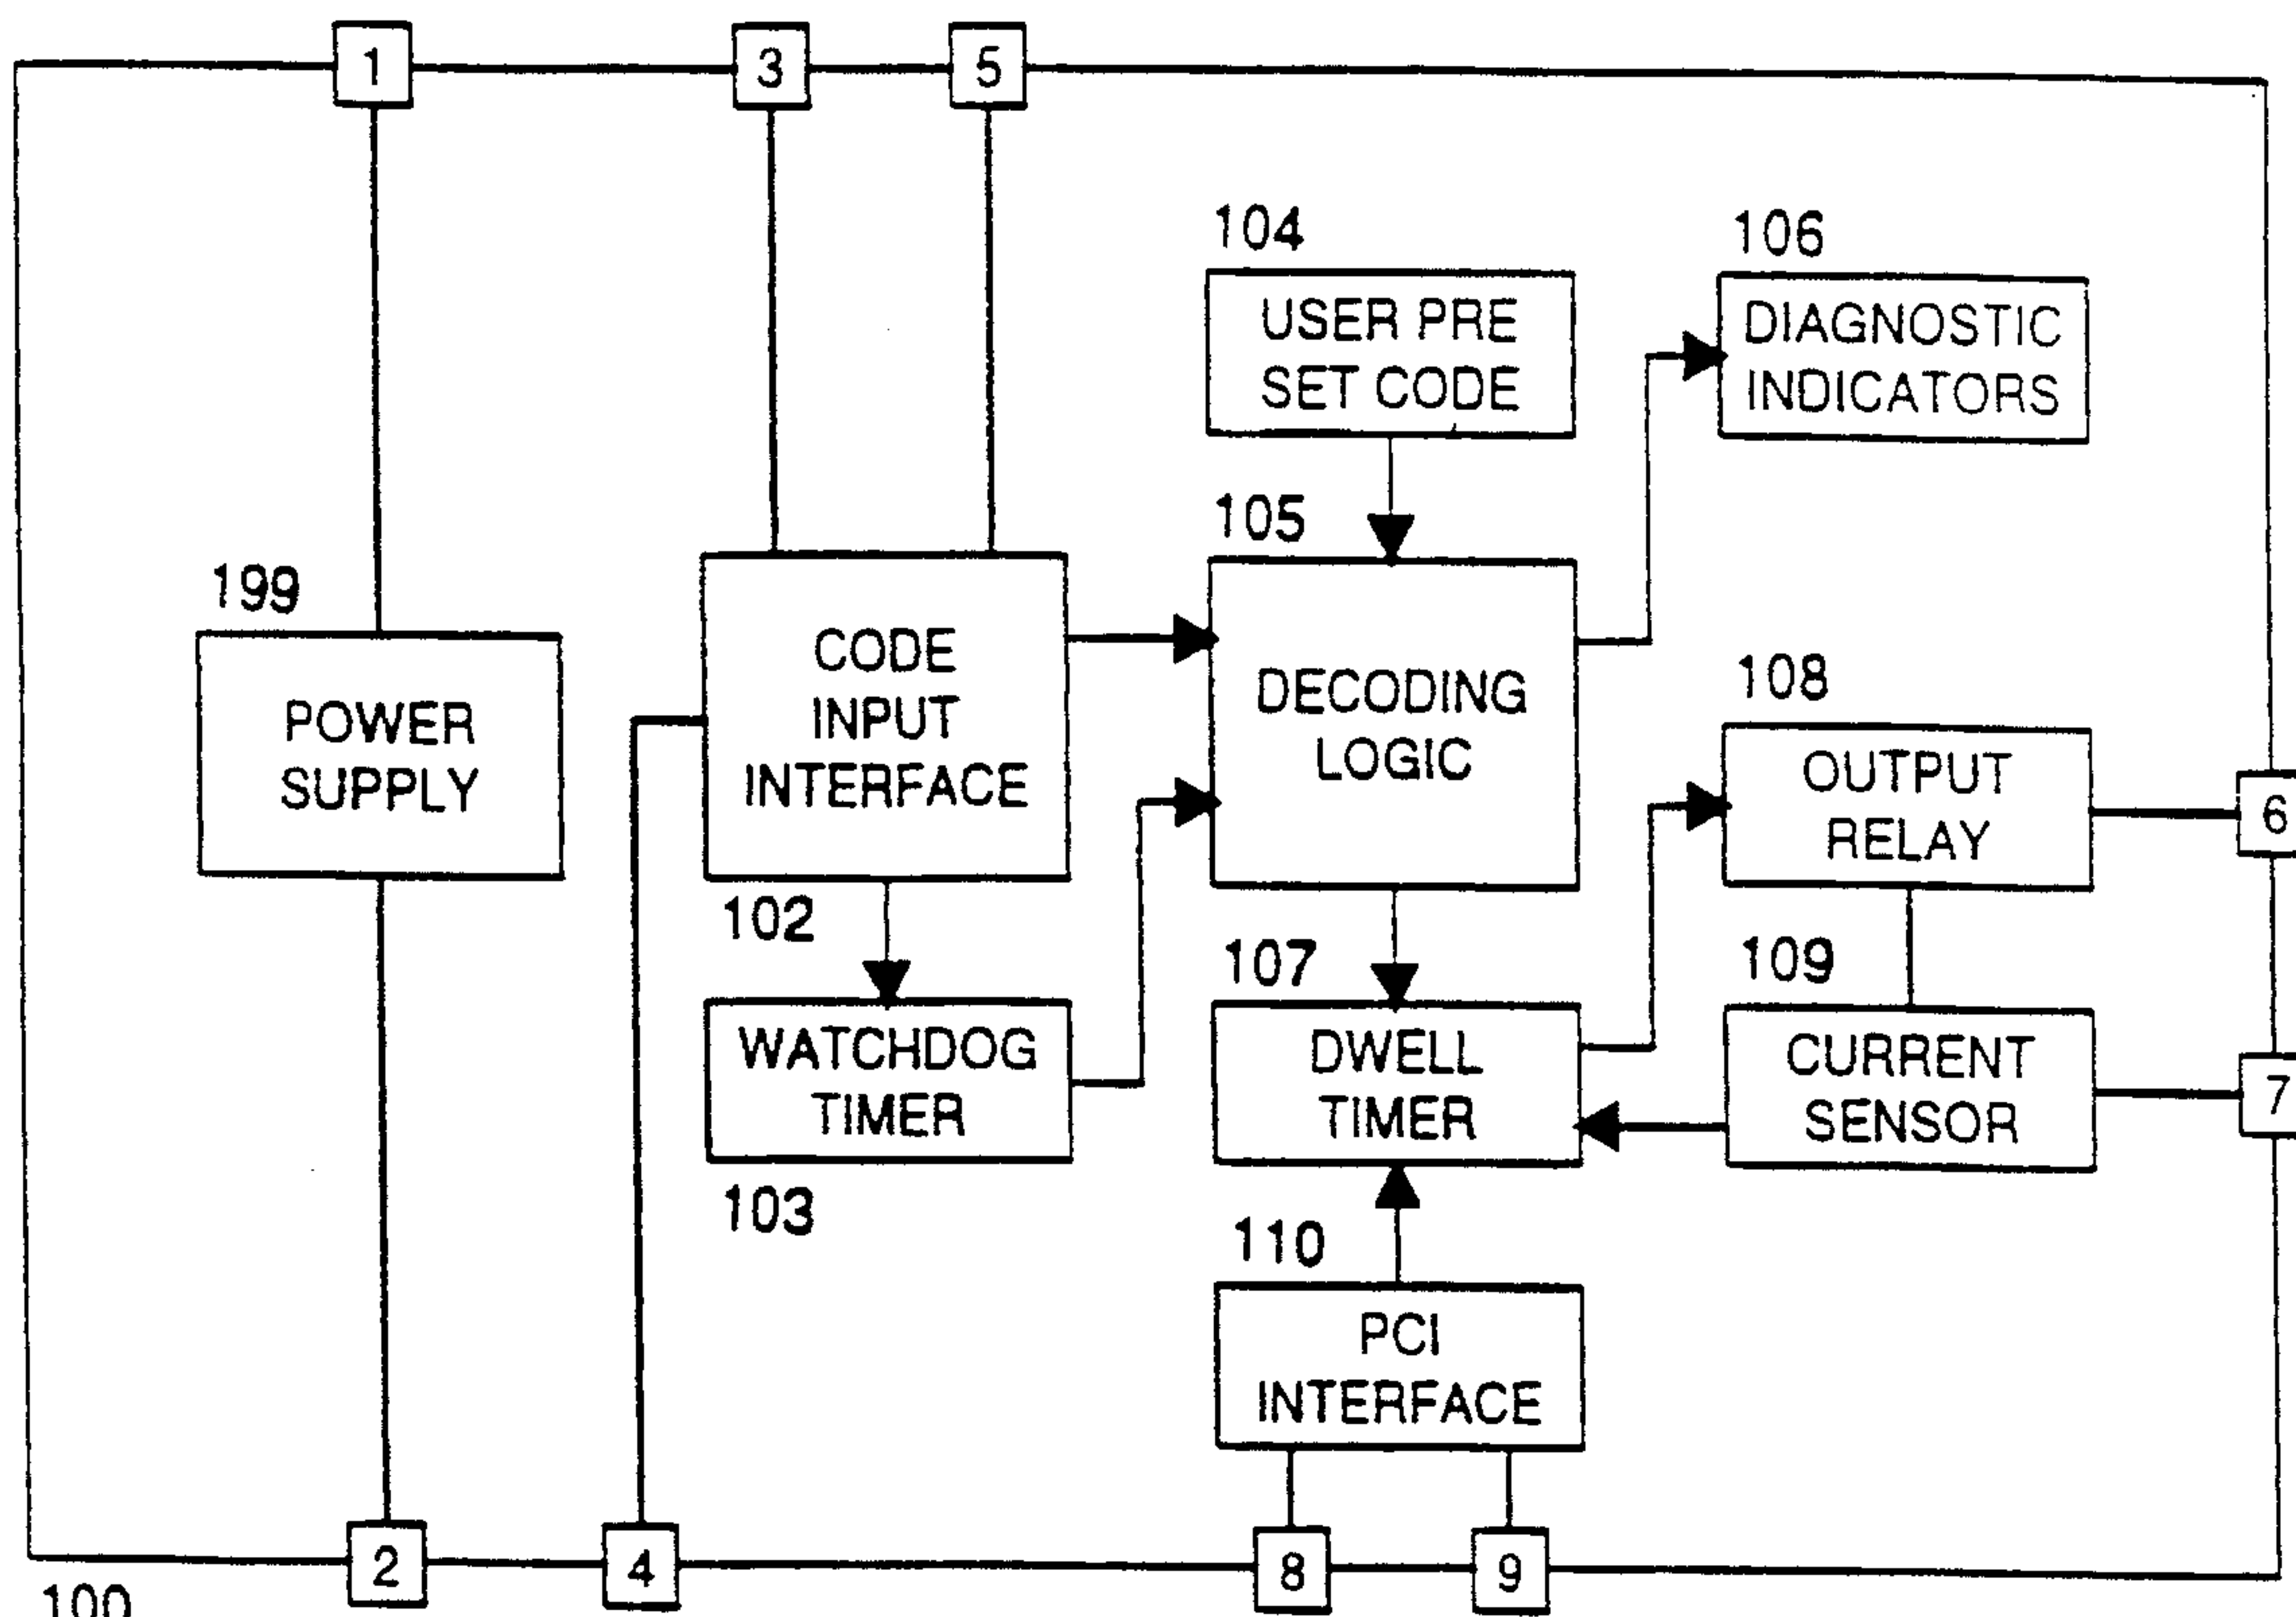 1
3
5
104
USER PRE
SET CODE
106
DIAGNOSTIC
INDICATORS
199
POWER
SUPPLY
CODE
INPUT
INTERFACE
102
105
DECODING
LOGIC
108
OUTPUT
RELAY
6
WATCHDOG
TIMER
103
107
DWELL
TIMER
109
CURRENT
SENSOR
7
110
PCI
INTERFACE
2
4
8
9
100